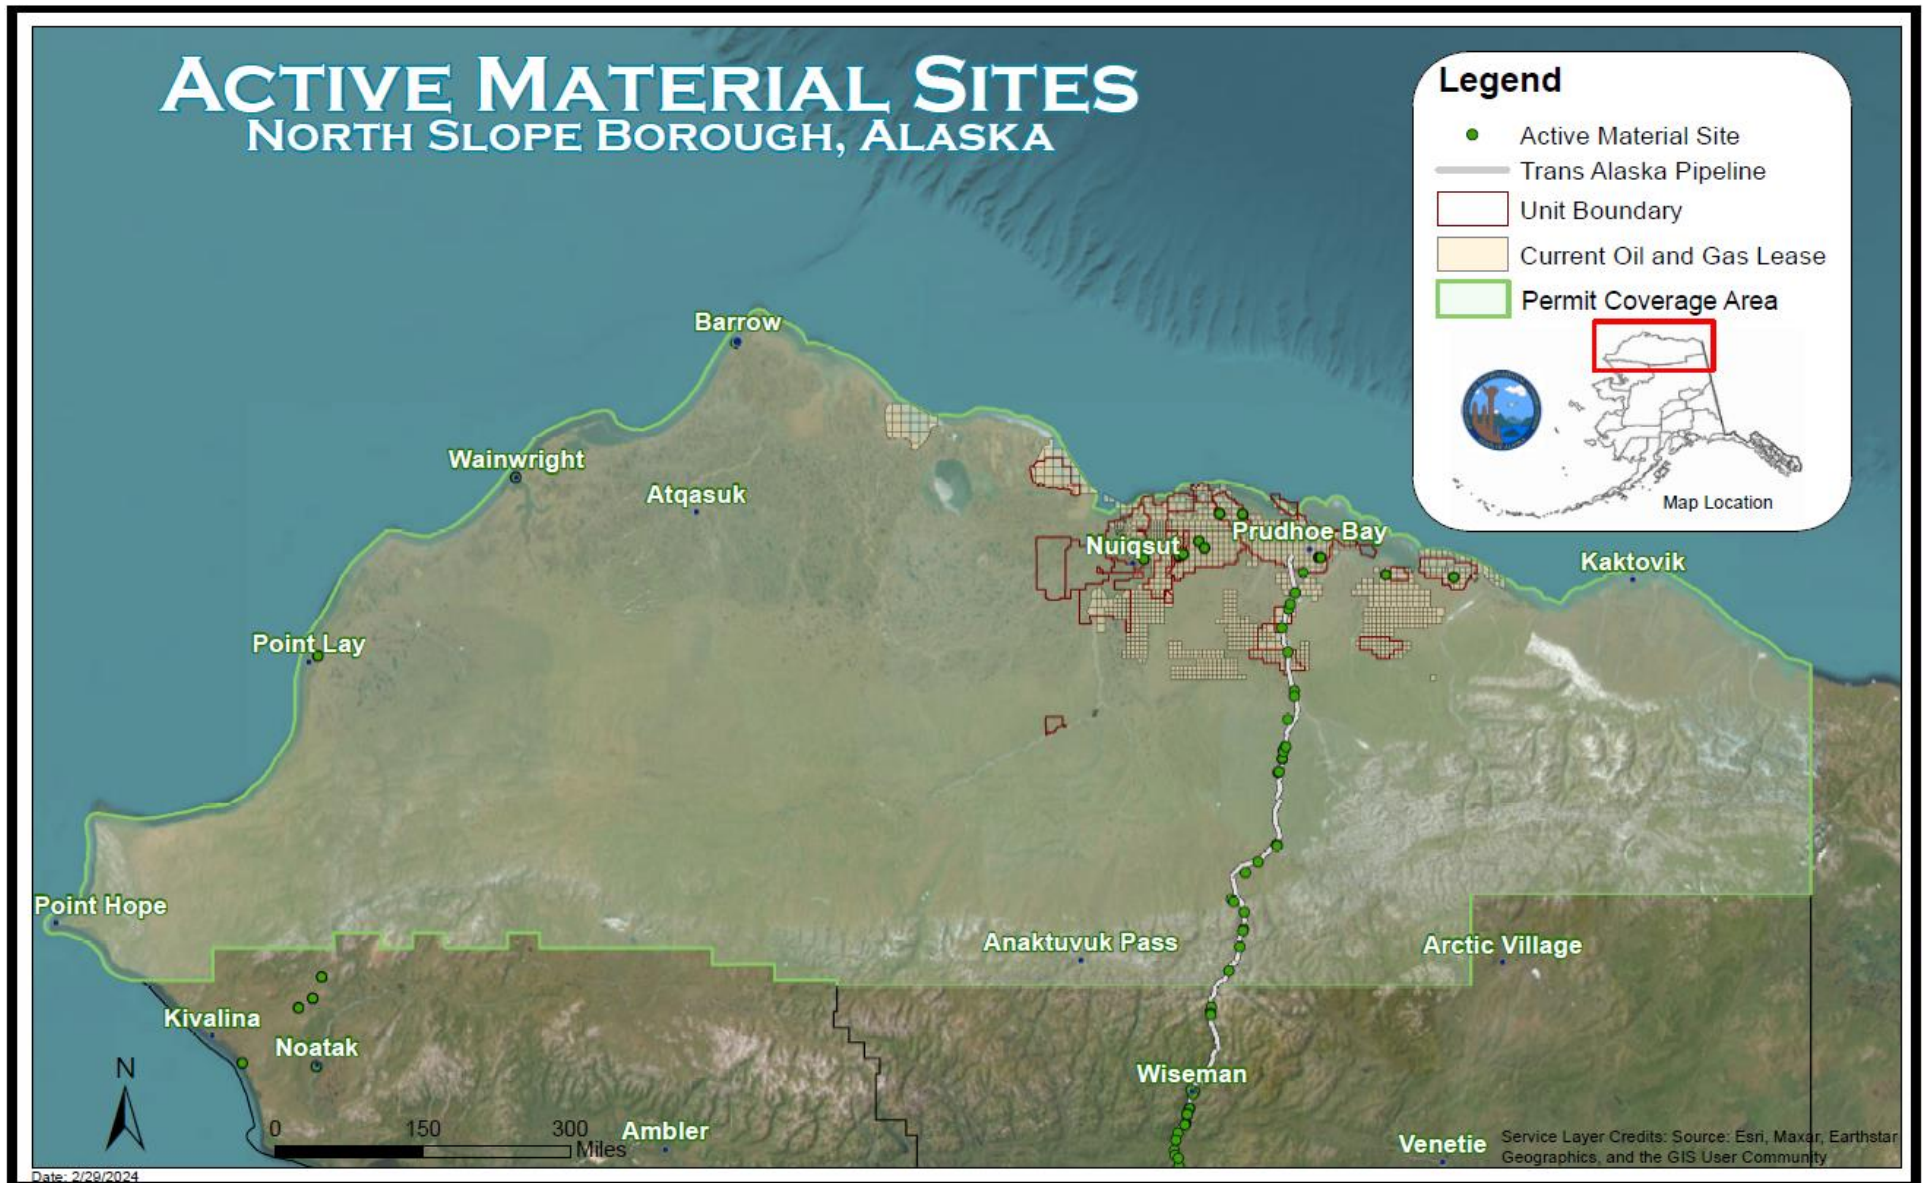 ACTIVE MATERIAL SITES
NORTH SLOPE BOROUGH, ALASKA
Legend
Active Material Site
Trans Alaska Pipeline
Unit Boundary
Current Oil and Gas Lease
Permit Coverage Area
Map Location
Barrow
Wainwright
Atqasuk
Nuiqsut
Prudhoe Bay
Kaktovik
Point Lay
Point Hope
Anaktuvuk Pass
Arctic Village
Kivalina
Noatak
Wiseman
Ambler
Venetie
N
0 150 300
Miles
Service Layer Credits: Source: Esri, Maxar, Earthstar
Geographics, and the GIS User Community
Date: 2/29/2024